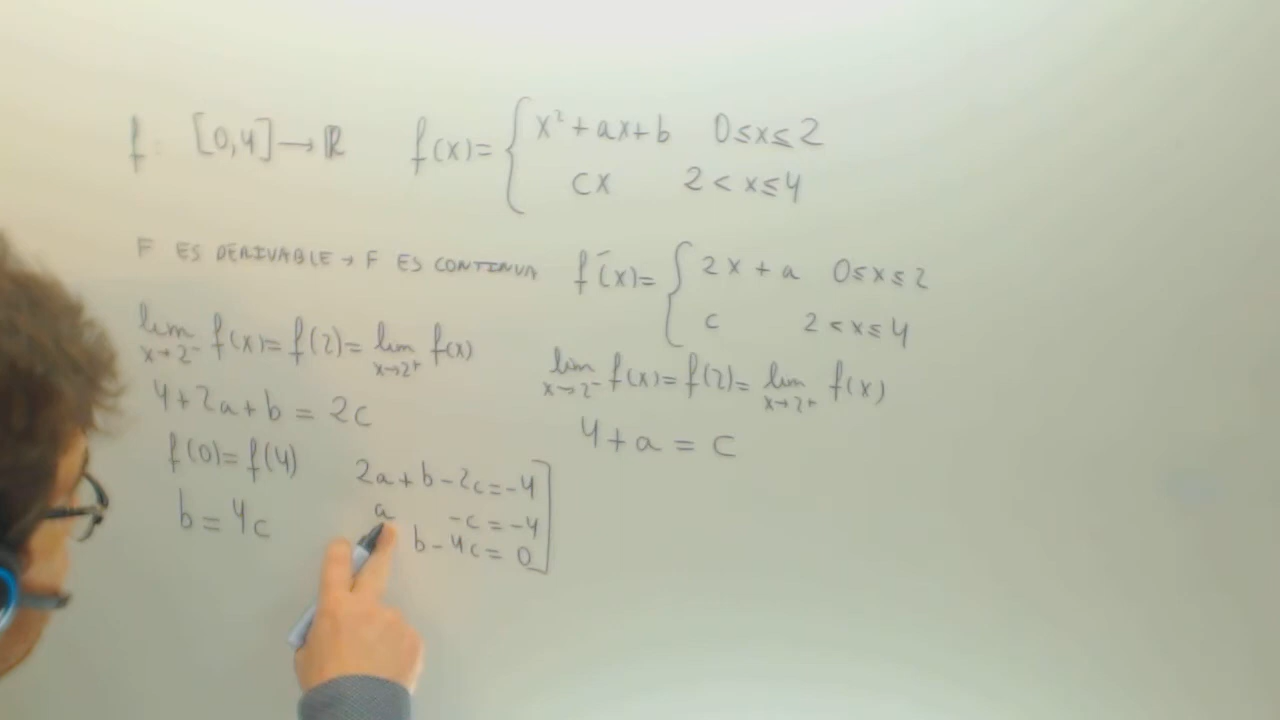 f: [0,4]→ℝ f(x)= { x²+ax+b 0≤x≤2
cx 2<x≤4
F ES DERIVABLE → F ES CONTINUA
f'(x)= { 2x+a 0≤x≤2
c 2<x≤4
lim x→2⁻ f(x)=f(2)= lim x→2⁺ f(x)
4+2a+b=2c
f(0)=f(4)
b=4c
2a+b-2c=-4
a -c=-4
b-4c=0
lim x→2⁻ f(x)=f(2)= lim x→2⁺ f(x)
4+a=c